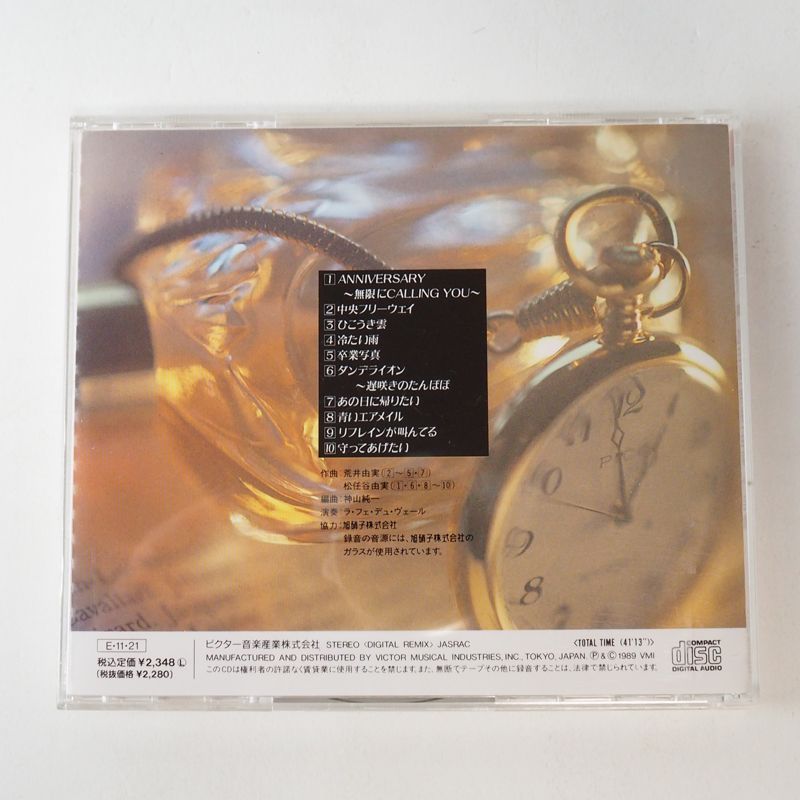 1 ANNIVERSARY
～無限にCALLING YOU～
2 中央フリーウェイ
3 ひこうき雲
4 冷たい雨
5 卒業写真
6 ダンデライオン
～遅咲きのたんぽぽ
7 あの日に帰りたい
8 青いエアメイル
9 リフレインが叫んでる
10 守ってあげたい
作曲:荒井由実(2～5・7)
松任谷由実(1・6・8～10)
編曲:神山純一
演奏:ラ・フェ・デュ・ヴェール
協力:旭硝子株式会社
録音の音源には、旭硝子株式会社の
ガラスが使用されています。
12
10
9
8
7
6
E・11・21
税込定価 ¥2,348 Ⓛ
(税抜価格 ¥2,280)
ビクター音楽産業株式会社 STEREO〈DIGITAL REMIX〉JASRAC
〈TOTAL TIME (41'13")〉
MANUFACTURED AND DISTRIBUTED BY VICTOR MUSICAL INDUSTRIES, INC., TOKYO, JAPAN. Ⓟ&Ⓒ 1989 VMI
このCDは権利者の許諾なく賃貸業に使用することを禁じます。また、無断でテープその他に録音することは、法律で禁じられています。
COMPACT
disc
DIGITAL AUDIO